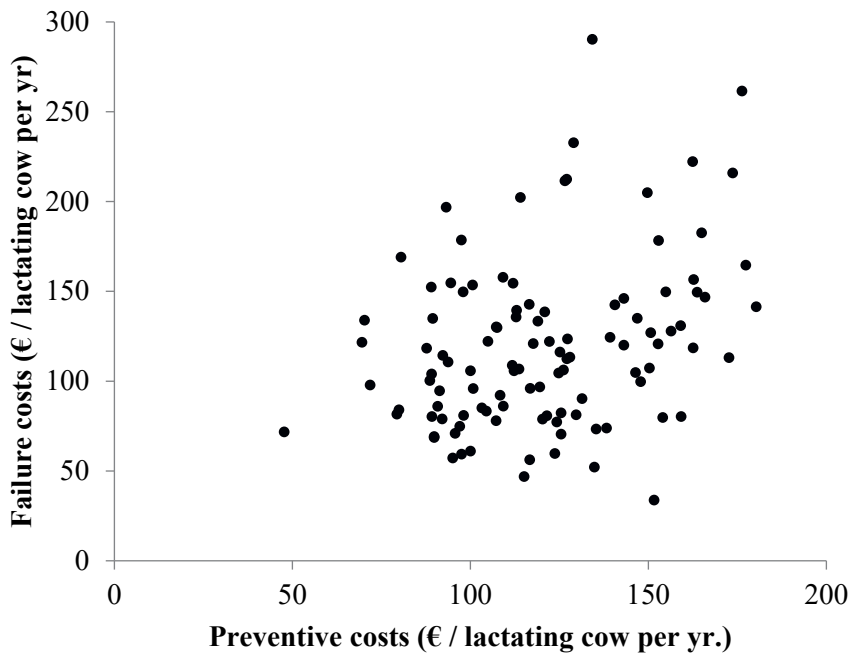 300
250
200
150
100
50
0
Failure costs (€ / lactating cow per yr)
0 50 100 150 200
Preventive costs (€ / lactating cow per yr.)